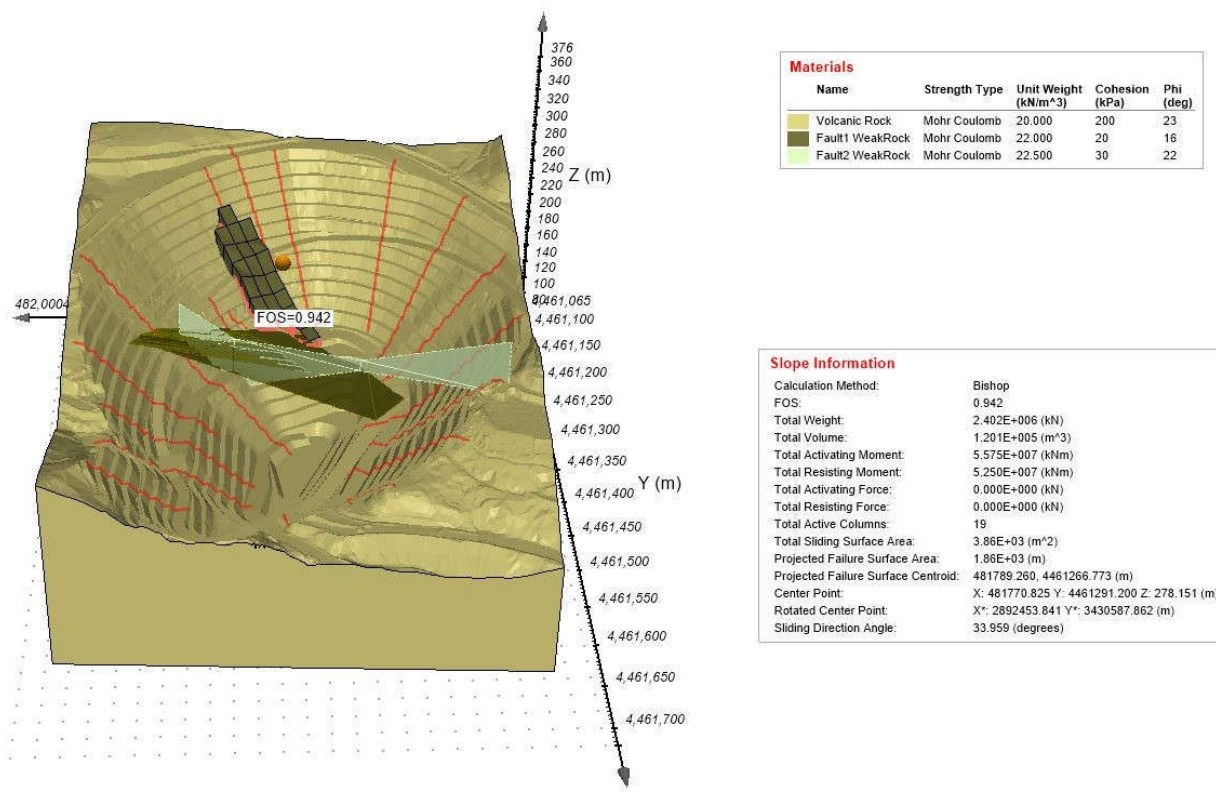 376
360
340
320
300
280
260
240
220
200
180
160
140
120
100
80
Z (m)
482,000
4,461,065
4,461,100
4,461,150
4,461,200
4,461,250
4,461,300
4,461,350
4,461,400
4,461,450
4,461,500
4,461,550
4,461,600
4,461,650
4,461,700
Y (m)
FOS=0.942
Materials
Name Strength Type Unit Weight (kN/m^3) Cohesion (kPa) Phi (deg)
Volcanic Rock Mohr Coulomb 20.000 200 23
Fault1 WeakRock Mohr Coulomb 22.000 20 16
Fault2 WeakRock Mohr Coulomb 22.500 30 22
Slope Information
Calculation Method: Bishop
FOS: 0.942
Total Weight: 2.402E+006 (kN)
Total Volume: 1.201E+005 (m^3)
Total Activating Moment: 5.575E+007 (kNm)
Total Resisting Moment: 5.250E+007 (kNm)
Total Activating Force: 0.000E+000 (kN)
Total Resisting Force: 0.000E+000 (kN)
Total Active Columns: 19
Total Sliding Surface Area: 3.86E+03 (m^2)
Projected Failure Surface Area: 1.86E+03 (m)
Projected Failure Surface Centroid: 481789.260, 4461266.773 (m)
Center Point: X: 481770.825 Y: 4461291.200 Z: 278.151 (m)
Rotated Center Point: X*: 2892453.841 Y*: 3430587.862 (m)
Sliding Direction Angle: 33.959 (degrees)